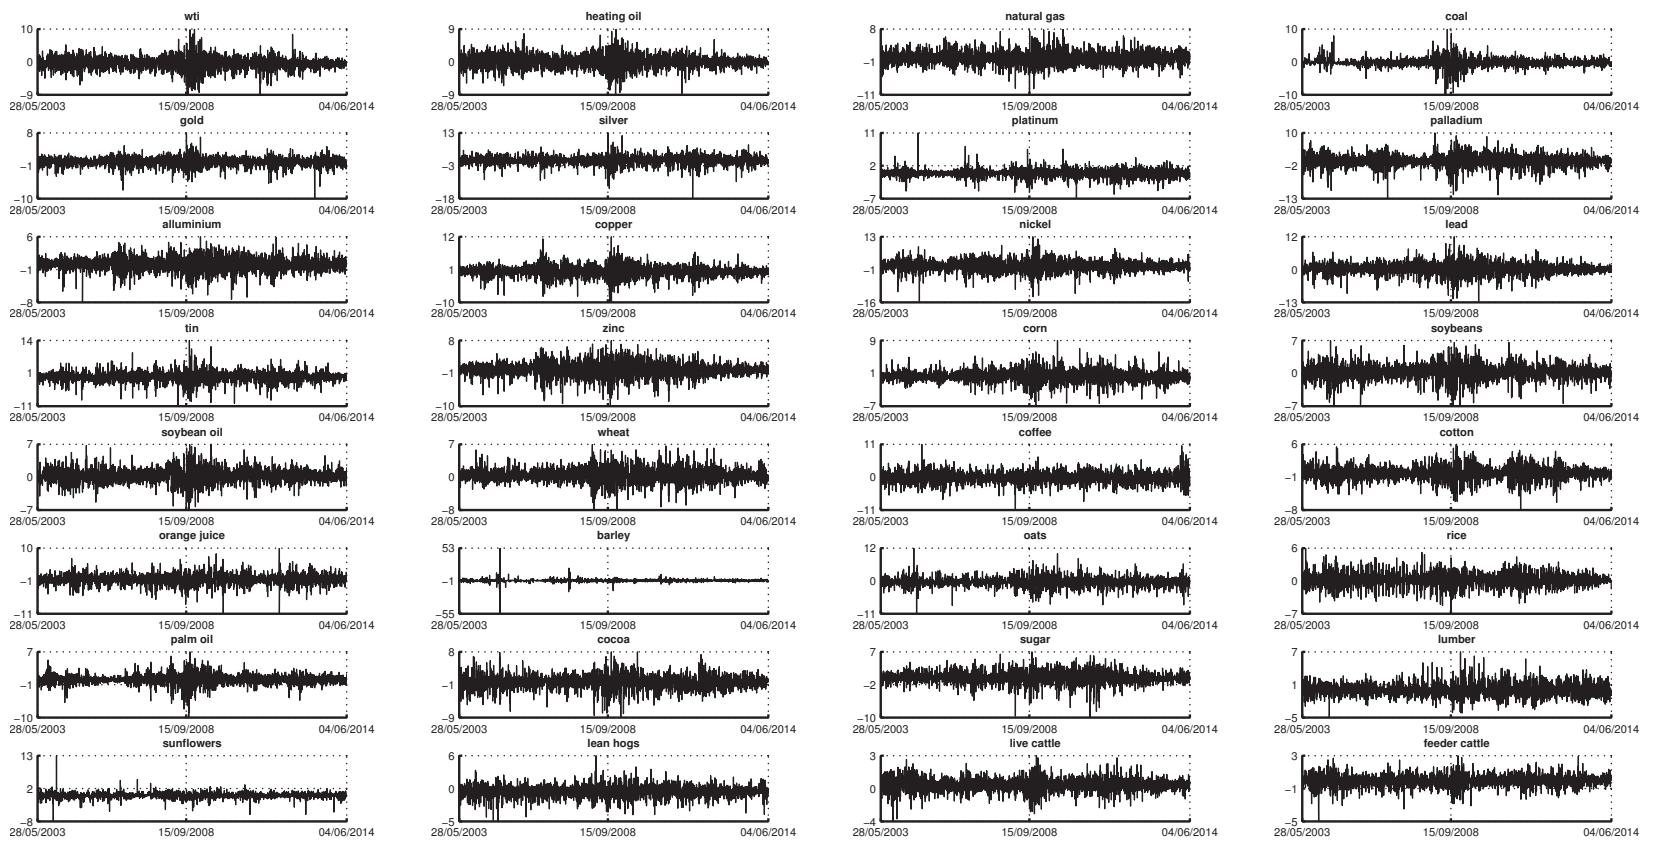 wti heating oil natural gas coal
10 9 8 10
0 0 −1 0
−9 −9 −11 −10
28/05/2003 15/09/2008 04/06/2014 28/05/2003 15/09/2008 04/06/2014 28/05/2003 15/09/2008 04/06/2014 28/05/2003 15/09/2008 04/06/2014
gold silver platinum palladium
8 13 11 10
−1 −3 2 −2
−10 −18 −7 −13
28/05/2003 15/09/2008 04/06/2014 28/05/2003 15/09/2008 04/06/2014 28/05/2003 15/09/2008 04/06/2014 28/05/2003 15/09/2008 04/06/2014
alluminium copper nickel lead
6 12 13 12
−1 1 −1 0
−8 −10 −16 −13
28/05/2003 15/09/2008 04/06/2014 28/05/2003 15/09/2008 04/06/2014 28/05/2003 15/09/2008 04/06/2014 28/05/2003 15/09/2008 04/06/2014
tin zinc corn soybeans
14 8 9 7
1 −1 1 0
−11 −10 −7 −7
28/05/2003 15/09/2008 04/06/2014 28/05/2003 15/09/2008 04/06/2014 28/05/2003 15/09/2008 04/06/2014 28/05/2003 15/09/2008 04/06/2014
soybean oil wheat coffee cotton
7 7 11 6
0 0 0 −1
−7 −8 −11 −8
28/05/2003 15/09/2008 04/06/2014 28/05/2003 15/09/2008 04/06/2014 28/05/2003 15/09/2008 04/06/2014 28/05/2003 15/09/2008 04/06/2014
orange juice barley oats rice
10 53 12 6
−1 −1 0 0
−11 −55 −11 −7
28/05/2003 15/09/2008 04/06/2014 28/05/2003 15/09/2008 04/06/2014 28/05/2003 15/09/2008 04/06/2014 28/05/2003 15/09/2008 04/06/2014
palm oil cocoa sugar lumber
7 8 7 7
−1 −1 −2 1
−10 −9 −10 −5
28/05/2003 15/09/2008 04/06/2014 28/05/2003 15/09/2008 04/06/2014 28/05/2003 15/09/2008 04/06/2014 28/05/2003 15/09/2008 04/06/2014
sunflowers lean hogs live cattle feeder cattle
13 6 3 3
2 0 0 −1
−8 −5 −4 −5
28/05/2003 15/09/2008 04/06/2014 28/05/2003 15/09/2008 04/06/2014 28/05/2003 15/09/2008 04/06/2014 28/05/2003 15/09/2008 04/06/2014